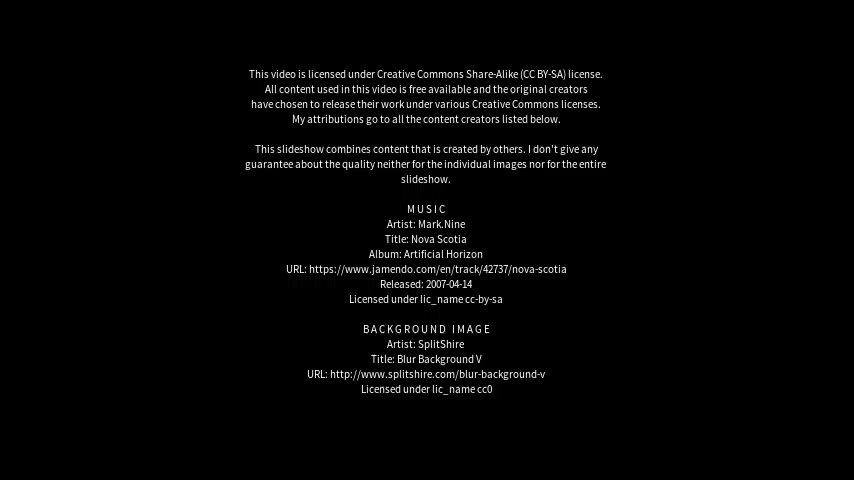 This video is licensed under Creative Commons Share-Alike (CC BY-SA) license.
All content used in this video is free available and the original creators
have chosen to release their work under various Creative Commons licenses.
My attributions go to all the content creators listed below.
This slideshow combines content that is created by others. I don't give any
guarantee about the quality neither for the individual images nor for the entire
slideshow.
MUSIC
Artist: Mark.Nine
Title: Nova Scotia
Album: Artificial Horizon
URL: https://www.jamendo.com/en/track/42737/nova-scotia
Released: 2007-04-14
Licensed under lic_name cc-by-sa
BACKGROUND IMAGE
Artist: SplitShire
Title: Blur Background V
URL: http://www.splitshire.com/blur-background-v
Licensed under lic_name cc0